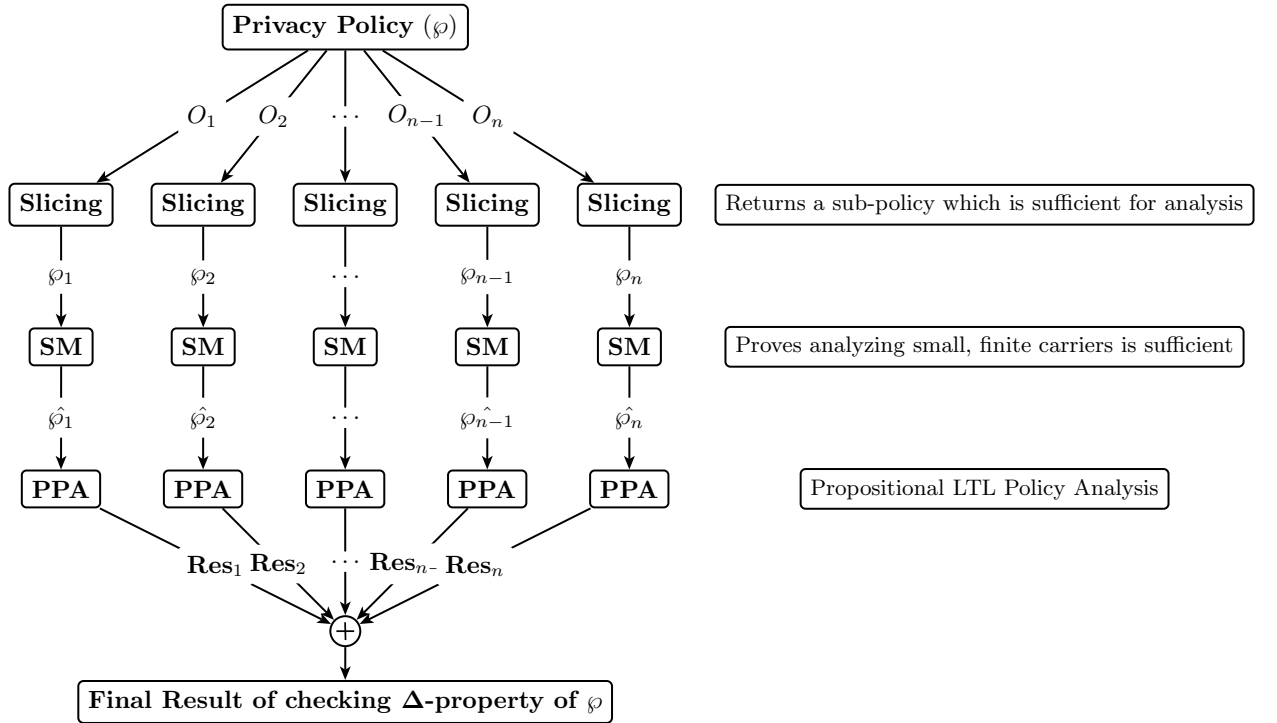 Privacy Policy (℘)
O₁ O₂ ··· Oₙ₋₁ Oₙ
Slicing Slicing Slicing Slicing Slicing Returns a sub-policy which is sufficient for analysis
℘₁ ℘₂ ··· ℘ₙ₋₁ ℘ₙ
SM SM SM SM SM Proves analyzing small, finite carriers is sufficient
℘̂₁ ℘̂₂ ··· ℘̂ₙ₋₁ ℘̂ₙ
PPA PPA PPA PPA PPA Propositional LTL Policy Analysis
Res₁ Res₂ ··· Resₙ₋ Resₙ
+
Final Result of checking Δ-property of ℘